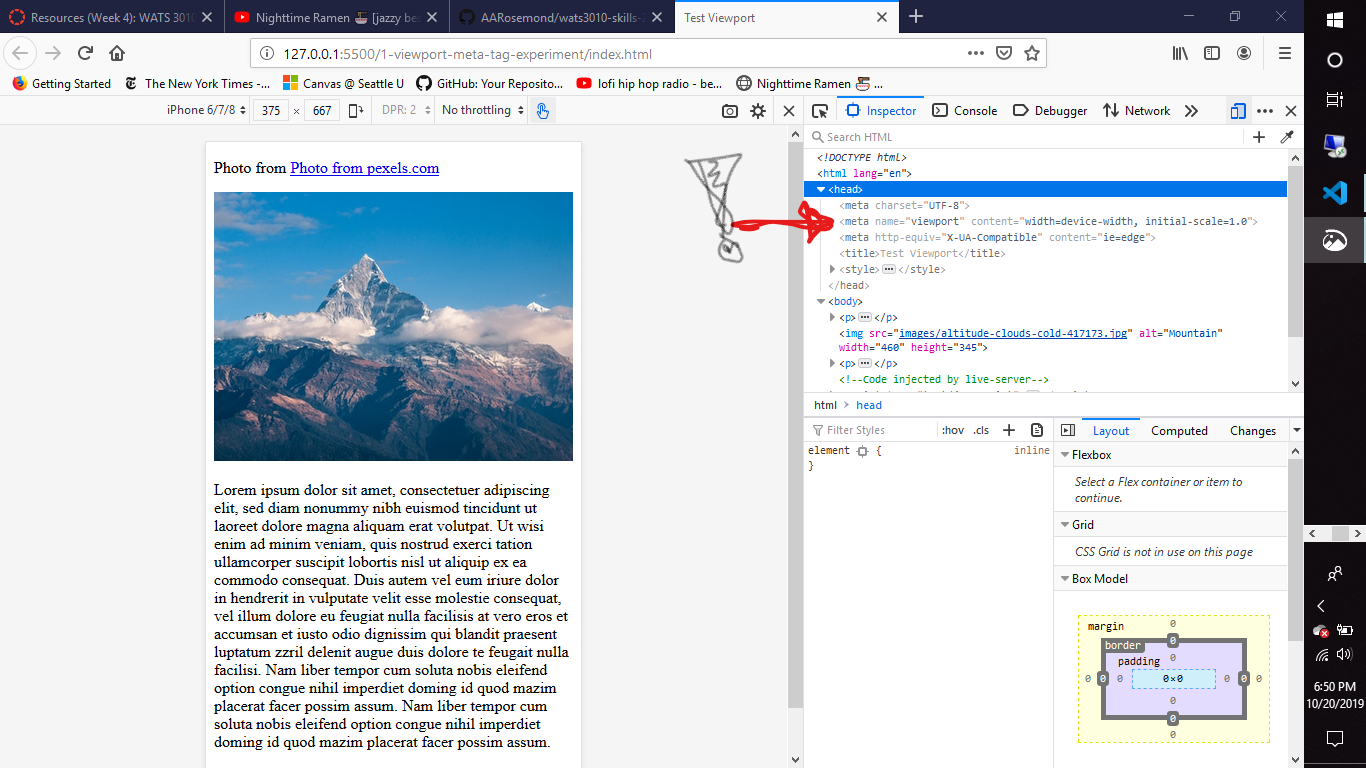 Resources (Week 4): WATS 3010
Nighttime Ramen 🍜 [jazzy be
AARosemond/wats3010-skills-
Test Viewport
127.0.0.1:5500/1-viewport-meta-tag-experiment/index.html
Getting Started
The New York Times -...
Canvas @ Seattle U
GitHub: Your Reposito...
lofi hip hop radio - be...
Nighttime Ramen 🍜 ...
iPhone 6/7/8
375 × 667
DPR: 2
No throttling
Inspector
Console
Debugger
Network
Search HTML
Photo from Photo from pexels.com
Lorem ipsum dolor sit amet, consectetuer adipiscing
elit, sed diam nonummy nibh euismod tincidunt ut
laoreet dolore magna aliquam erat volutpat. Ut wisi
enim ad minim veniam, quis nostrud exerci tation
ullamcorper suscipit lobortis nisl ut aliquip ex ea
commodo consequat. Duis autem vel eum iriure dolor
in hendrerit in vulputate velit esse molestie consequat,
vel illum dolore eu feugiat nulla facilisis at vero eros et
accumsan et iusto odio dignissim qui blandit praesent
luptatum zzril delenit augue duis dolore te feugait nulla
facilisi. Nam liber tempor cum soluta nobis eleifend
option congue nihil imperdiet doming id quod mazim
placerat facer possim assum. Nam liber tempor cum
soluta nobis eleifend option congue nihil imperdiet
doming id quod mazim placerat facer possim assum.
<!DOCTYPE html>
<html lang="en">
<head>
<meta charset="UTF-8">
<meta name="viewport" content="width=device-width, initial-scale=1.0">
<meta http-equiv="X-UA-Compatible" content="ie=edge">
<title>Test Viewport</title>
<style>…</style>
</head>
<body>
<p>…</p>
<img src="images/altitude-clouds-cold-417173.jpg" alt="Mountain"
width="460" height="345">
<p>…</p>
<!--Code injected by live-server-->
html > head
Filter Styles
:hov .cls
element { inline
}
Layout
Computed
Changes
Flexbox
Select a Flex container or item to
continue.
Grid
CSS Grid is not in use on this page
Box Model
margin 0
border 0
padding 0
0 0 0 0×0 0 0 0
0
0
0
6:50 PM
10/20/2019